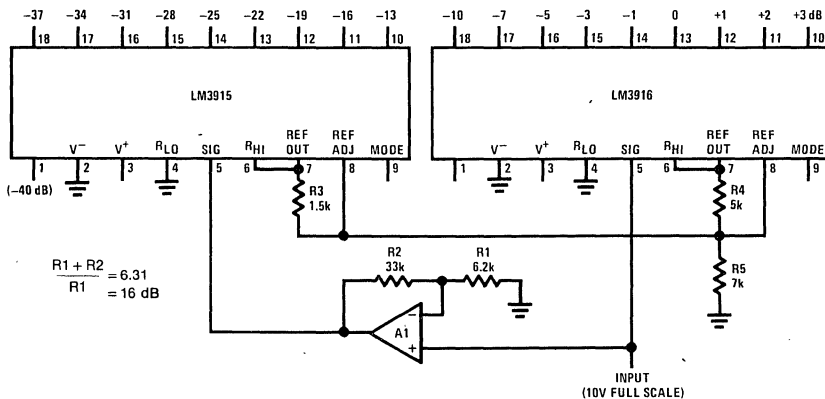 −37 −34 −31 −28 −25 −22 −19 −16 −13 −10 −7 −5 −3 −1 0 +1 +2 +3 dB
18 17 16 15 14 13 12 11 10 18 17 16 15 14 13 12 11 10
LM3915 LM3916
V− V+ RLO SIG RHI REF OUT REF ADJ MODE V− V+ RLO SIG RHI REF OUT REF ADJ MODE
1 2 3 4 5 6 7 8 9 1 2 3 4 5 6 7 8 9
(−40 dB)
R3
1.5k
R4
5k
R1 + R2
R1
= 6.31
= 16 dB
R2
33k
R1
6.2k
R5
7k
A1
−
+
INPUT
(10V FULL SCALE)